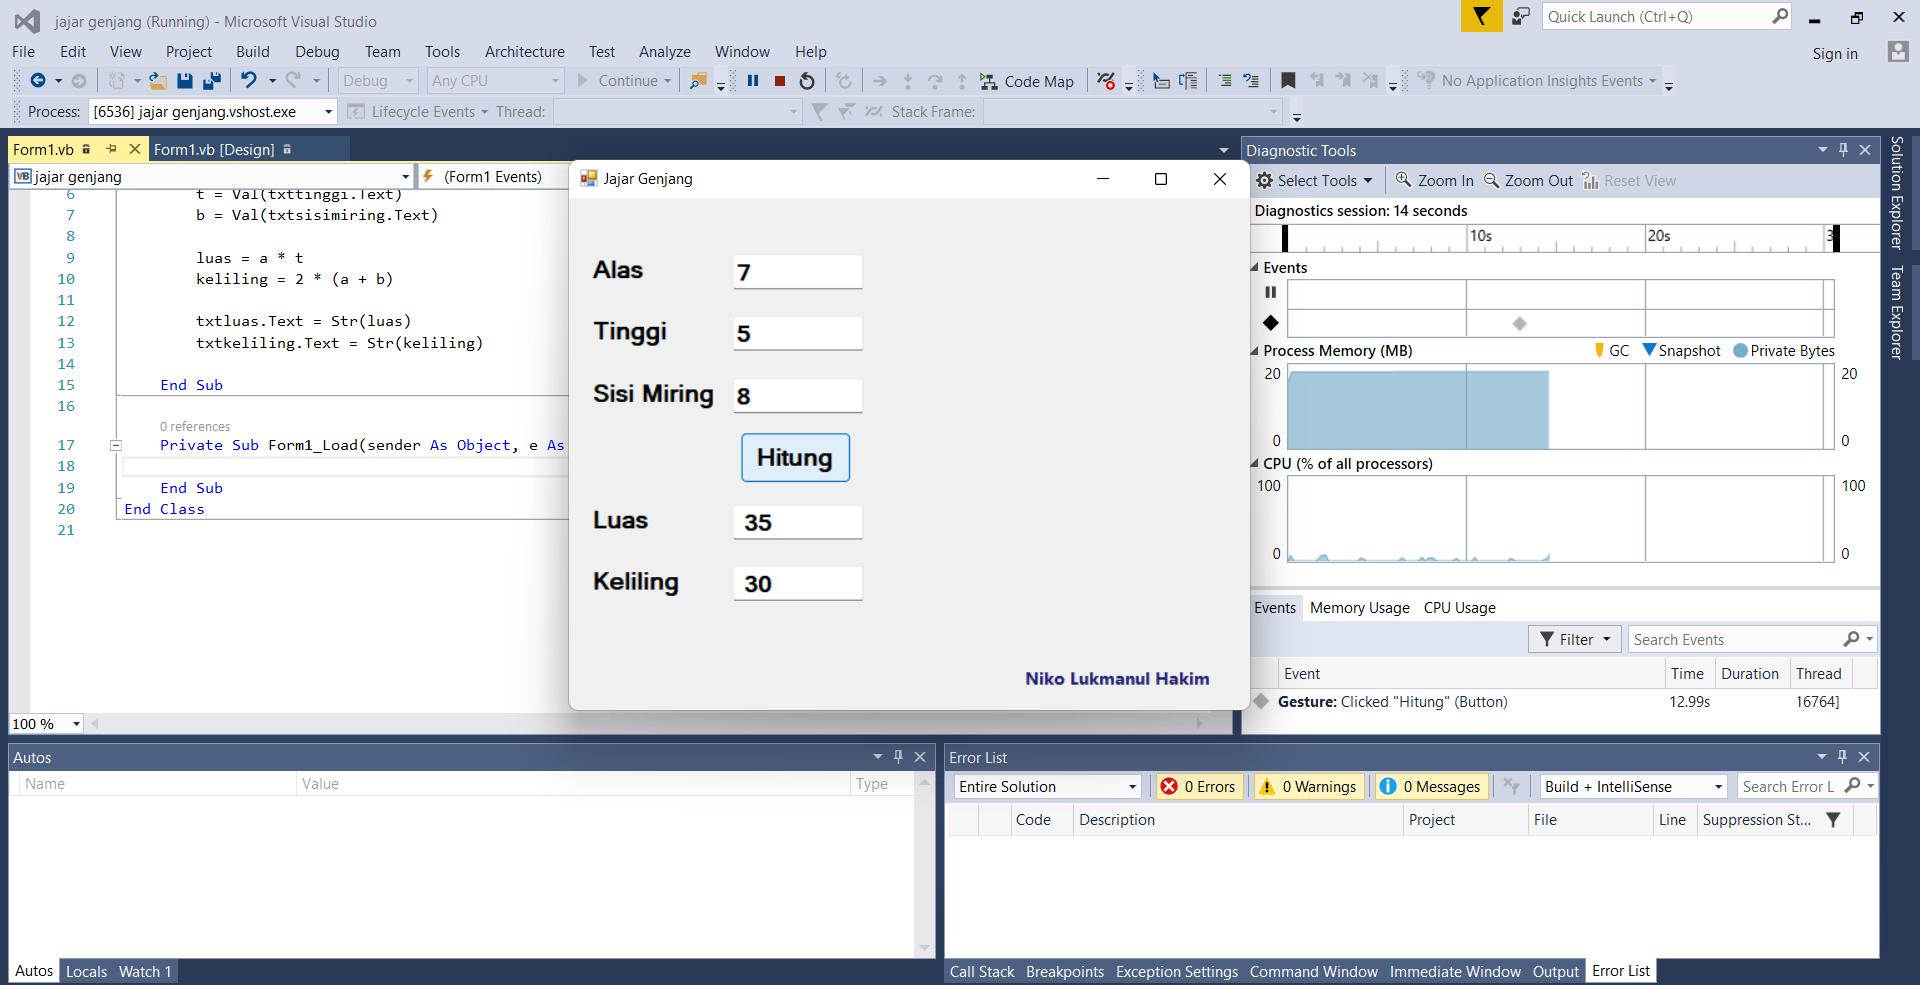 jajar genjang (Running) - Microsoft Visual Studio
Quick Launch (Ctrl+Q)
File Edit View Project Build Debug Team Tools Architecture Test Analyze Window Help
Sign in
Debug Any CPU Continue Code Map No Application Insights Events
Process: [6536] jajar genjang.vshost.exe Lifecycle Events Thread: Stack Frame:
Form1.vb Form1.vb [Design]
VB jajar genjang (Form1 Events)
6 t = Val(txttinggi.Text)
7 b = Val(txtsisimiring.Text)
8
9 luas = a * t
10 keliling = 2 * (a + b)
11
12 txtluas.Text = Str(luas)
13 txtkeliling.Text = Str(keliling)
14
15 End Sub
16
0 references
17 Private Sub Form1_Load(sender As Object, e As
18
19 End Sub
20 End Class
21
100 %
Jajar Genjang
Alas 7
Tinggi 5
Sisi Miring 8
Hitung
Luas 35
Keliling 30
Niko Lukmanul Hakim
Diagnostic Tools
Select Tools Zoom In Zoom Out Reset View
Diagnostics session: 14 seconds
10s 20s 3
Events
Process Memory (MB) GC Snapshot Private Bytes
20 20
0 0
CPU (% of all processors)
100 100
0 0
Events Memory Usage CPU Usage
Filter Search Events
Event Time Duration Thread
Gesture: Clicked "Hitung" (Button) 12.99s 16764]
Solution Explorer
Team Explorer
Autos
Name Value Type
Autos Locals Watch 1
Error List
Entire Solution 0 Errors 0 Warnings 0 Messages Build + IntelliSense Search Error L
Code Description Project File Line Suppression St...
Call Stack Breakpoints Exception Settings Command Window Immediate Window Output Error List